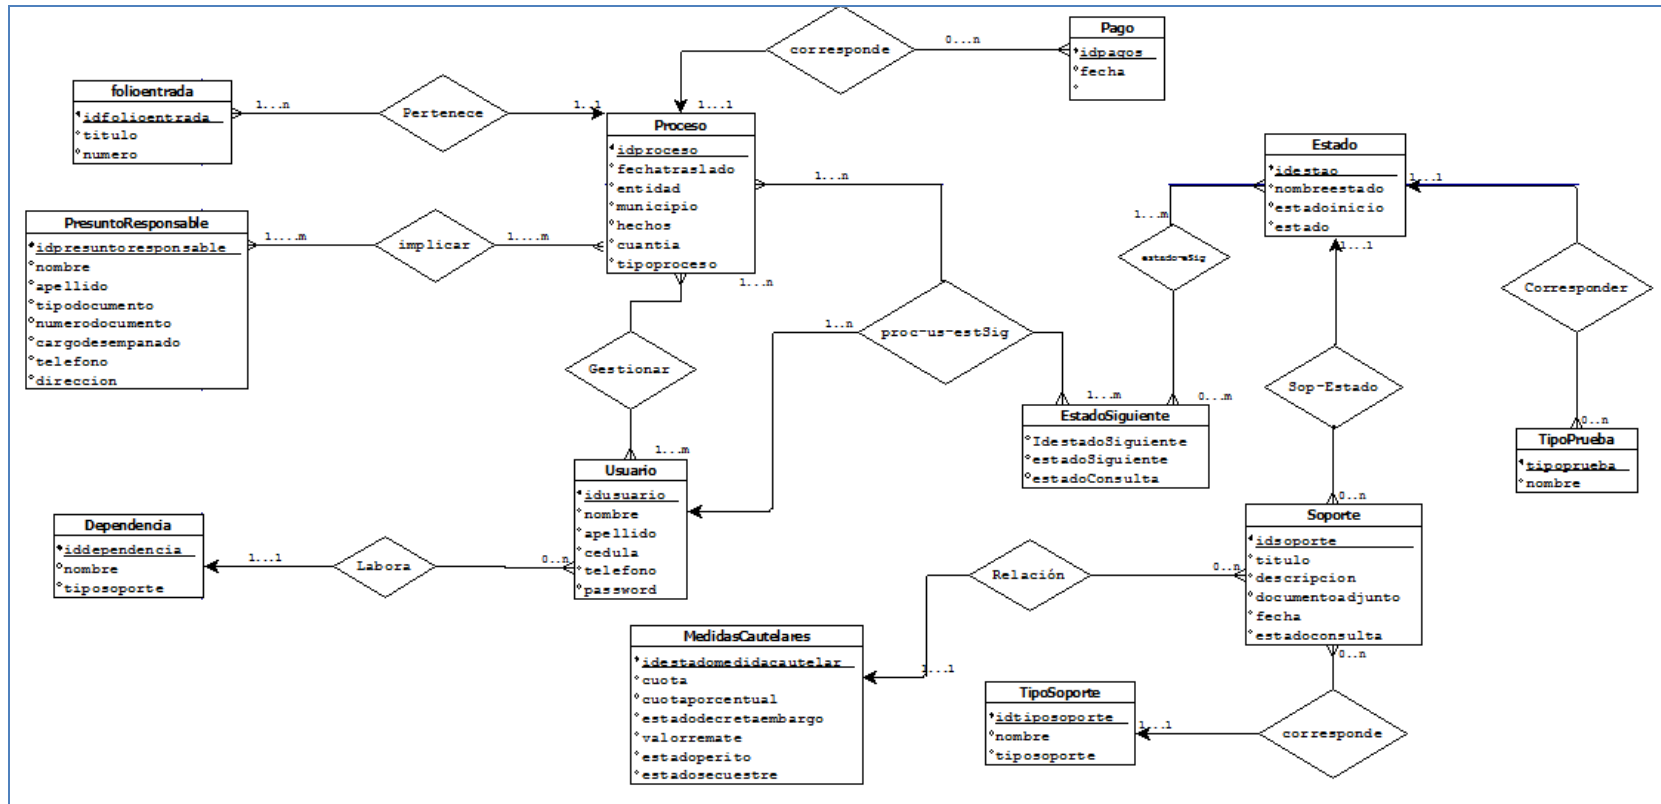 corresponde
0...n
Pago
idpagos
fecha
1...1
folioentrada
idfolioentrada
titulo
numero
1...n
Pertenece
1..1
Proceso
idproceso
fechatraslado
entidad
municipio
hechos
cuantia
tipoproceso
1...n
1...n
PresuntoResponsable
idpresuntoresponsable
nombre
apellido
tipodocumento
numerodocumento
cargodesempanado
telefono
direccion
1....m
implicar
1....m
Estado
idestao
nombreestado
estadoinicio
estado
1...1
1...1
1...m
estado-eSig
0...m
Corresponder
0..n
TipoPrueba
tipoprueba
nombre
1..n
proc-us-estSig
1...m
EstadoSiguiente
IdestadoSiguiente
estadoSiguiente
estadoConsulta
Gestionar
1...m
Usuario
idusuario
nombre
apellido
cedula
telefono
password
Sop-Estado
0..n
Soporte
idsoporte
titulo
descripcion
documentoadjunto
fecha
estadoconsulta
0..n
Dependencia
iddependencia
nombre
tiposoporte
1...1
Labora
0..n
Relación
0..n
1...1
MedidasCautelares
idestadomedidacautelar
cuota
cuotaporcentual
estadodecretaembargo
valorremate
estadoperito
estadosecuestre
TipoSoporte
idtiposoporte
nombre
tiposoporte
1...1
corresponde